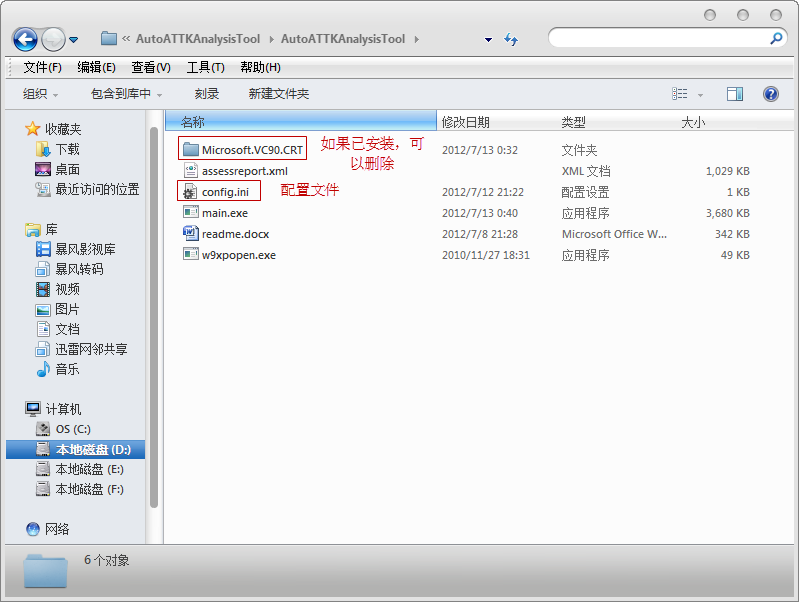 « AutoATTKAnalysisTool ▸ AutoATTKAnalysisTool ▸
文件(F) 编辑(E) 查看(V) 工具(T) 帮助(H)
组织 包含到库中 刻录 新建文件夹
名称 修改日期 类型 大小
Microsoft.VC90.CRT 2012/7/13 0:32 文件夹
如果已安装，可
以删除
assessreport.xml XML 文档 1,029 KB
config.ini 2012/7/12 21:22 配置设置 1 KB
配置文件
main.exe 2012/7/13 0:40 应用程序 3,680 KB
readme.docx 2012/7/8 21:28 Microsoft Office W... 342 KB
w9xpopen.exe 2010/11/27 18:31 应用程序 49 KB
收藏夹
下载
桌面
最近访问的位置
库
暴风影视库
暴风转码
视频
图片
文档
迅雷网邻共享
音乐
计算机
OS (C:)
本地磁盘 (D:)
本地磁盘 (E:)
本地磁盘 (F:)
网络
6 个对象